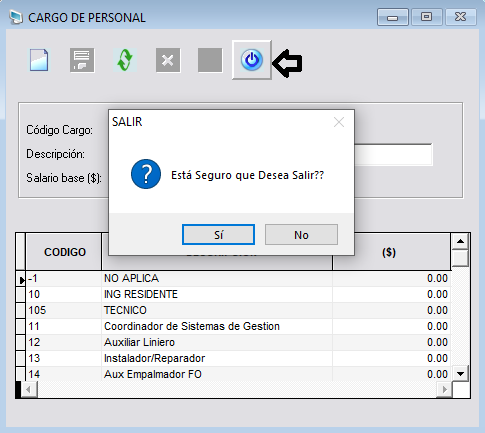 CARGO DE PERSONAL
SALIR
Está Seguro que Desea Salir??
Sí No
Código Cargo:
Descripción:
Salario base ($):
CODIGO ($)
-1 NO APLICA 0.00
10 ING RESIDENTE 0.00
105 TECNICO 0.00
11 Coordinador de Sistemas de Gestion 0.00
12 Auxiliar Liniero 0.00
13 Instalador/Reparador 0.00
14 Aux Empalmador FO 0.00